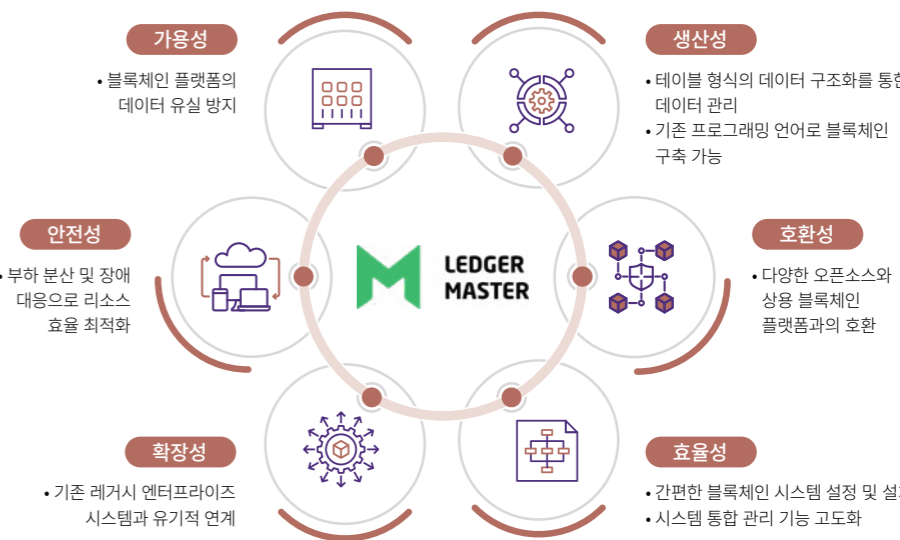 가용성
• 블록체인 플랫폼의
데이터 유실 방지
생산성
• 테이블 형식의 데이터 구조화를 통한
데이터 관리
• 기존 프로그래밍 언어로 블록체인
구축 가능
안전성
• 부하 분산 및 장애
대응으로 리소스
효율 최적화
LEDGER
MASTER
호환성
• 다양한 오픈소스와
상용 블록체인
플랫폼과의 호환
확장성
• 기존 레거시 엔터프라이즈
시스템과 유기적 연계
효율성
• 간편한 블록체인 시스템 설정 및
• 시스템 통합 관리 기능 고도화